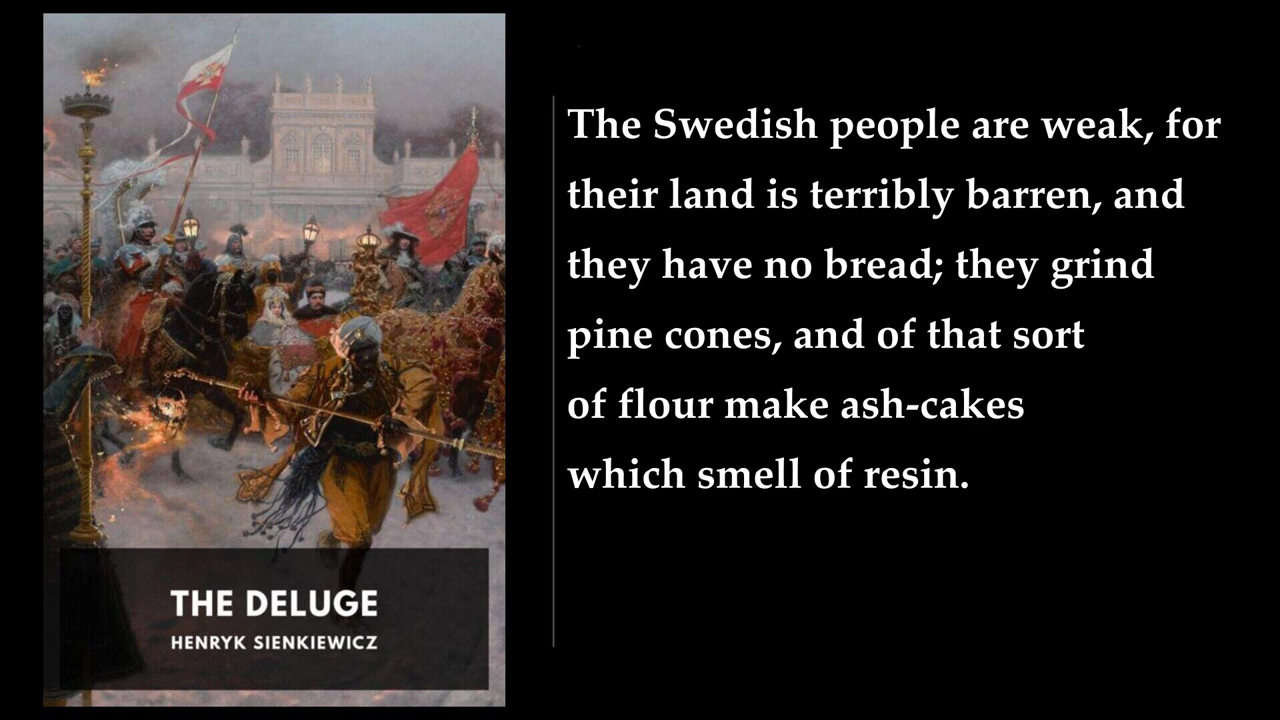 The Swedish people are weak, for
their land is terribly barren, and
they have no bread; they grind
pine cones, and of that sort
of flour make ash-cakes
which smell of resin.
THE DELUGE
HENRYK SIENKIEWICZ